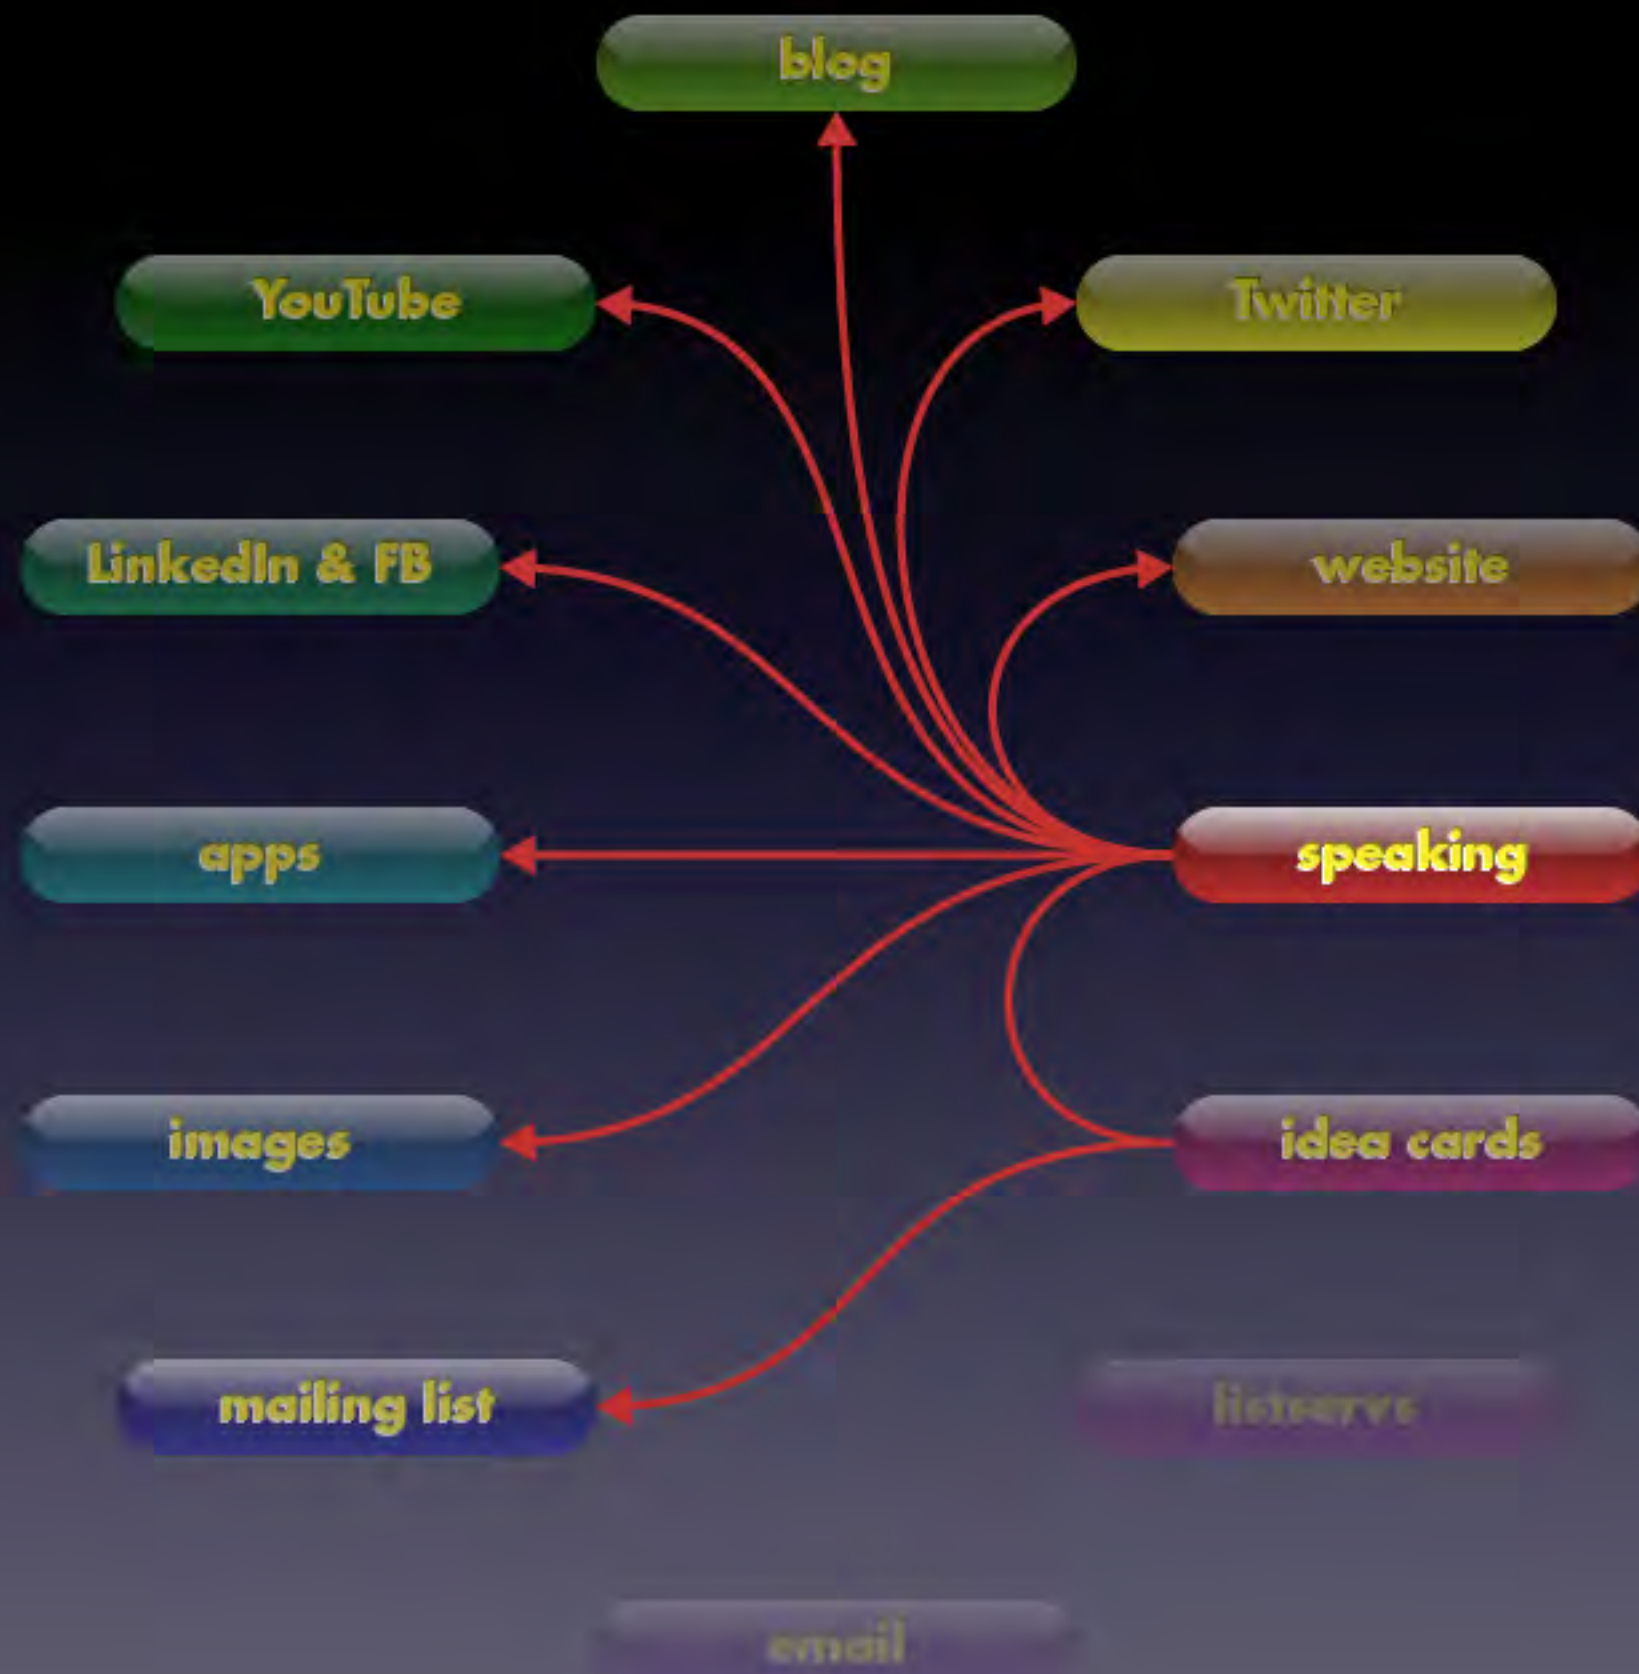 blog
YouTube
Twitter
LinkedIn & FB
website
apps
speaking
images
idea cards
mailing list
listservs
email